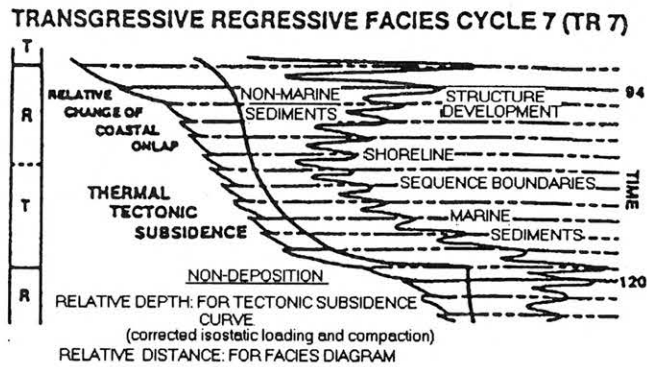 TRANSGRESSIVE REGRESSIVE FACIES CYCLE 7 (TR 7)
T
R
T
R
RELATIVE
CHANGE OF
COASTAL
ONLAP
NON-MARINE
SEDIMENTS
STRUCTURE
DEVELOPMENT
94
SHORELINE
SEQUENCE BOUNDARIES
TIME
THERMAL
TECTONIC
SUBSIDENCE
MARINE
SEDIMENTS
120
NON-DEPOSITION
RELATIVE DEPTH: FOR TECTONIC SUBSIDENCE
CURVE
(corrected isostatic loading and compaction)
RELATIVE DISTANCE: FOR FACIES DIAGRAM